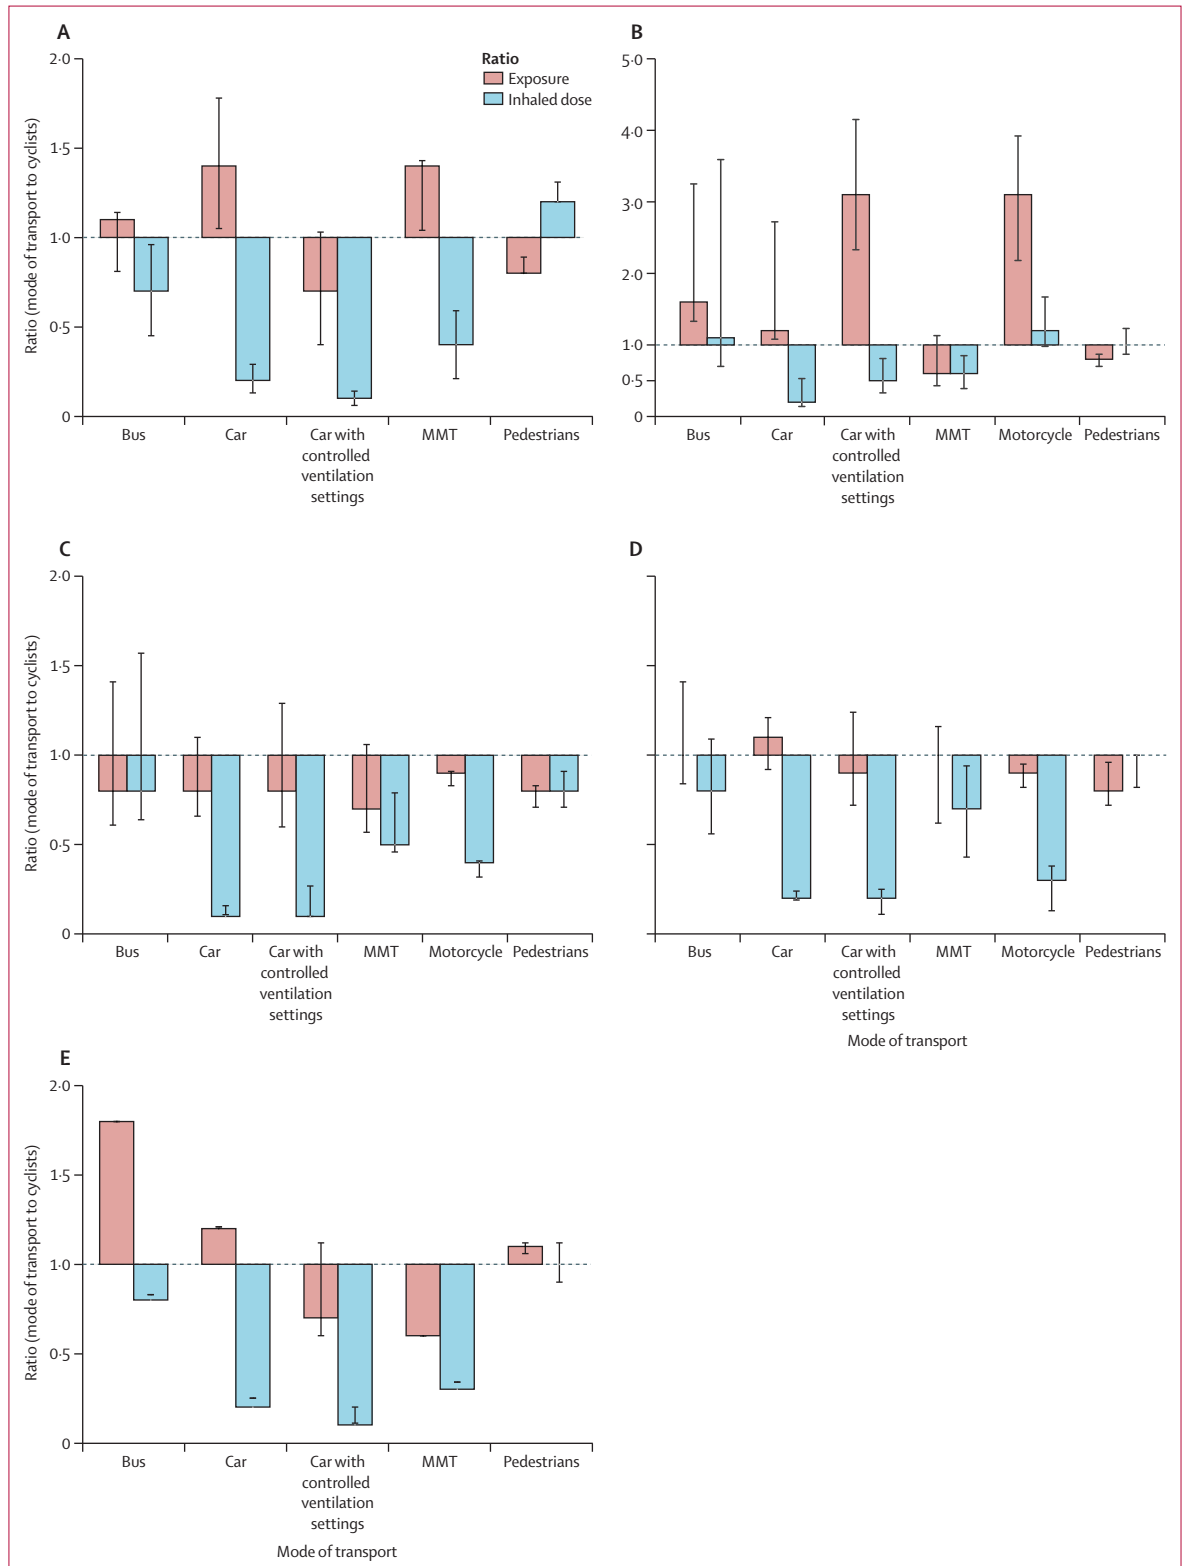 A
2·0
1·5
1·0
0·5
0
Ratio (mode of transport to cyclists)
Ratio
Exposure
Inhaled dose
Bus
Car
Car with
controlled
ventilation
settings
MMT
Pedestrians
B
5·0
4·0
3·0
2·0
1·0
0·5
0
Bus
Car
Car with
controlled
ventilation
settings
MMT
Motorcycle
Pedestrians
C
2·0
1·5
1·0
0·5
0
Ratio (mode of transport to cyclists)
Bus
Car
Car with
controlled
ventilation
settings
MMT
Motorcycle
Pedestrians
D
Bus
Car
Car with
controlled
ventilation
settings
MMT
Motorcycle
Pedestrians
Mode of transport
E
2·0
1·5
1·0
0·5
0
Ratio (mode of transport to cyclists)
Bus
Car
Car with
controlled
ventilation
settings
MMT
Pedestrians
Mode of transport